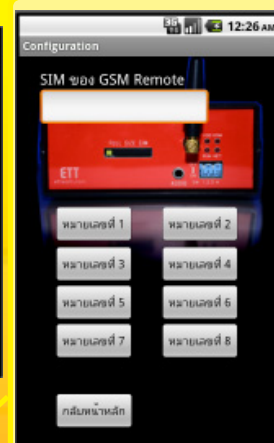 3G 12:26 AM
Configuration
SIM ของ GSM Remote
FULL SIZE SIM
ETT
หมายเลขที่ 1 หมายเลขที่ 2
หมายเลขที่ 3 หมายเลขที่ 4
หมายเลขที่ 5 หมายเลขที่ 6
หมายเลขที่ 7 หมายเลขที่ 8
กลับหน้าหลัก